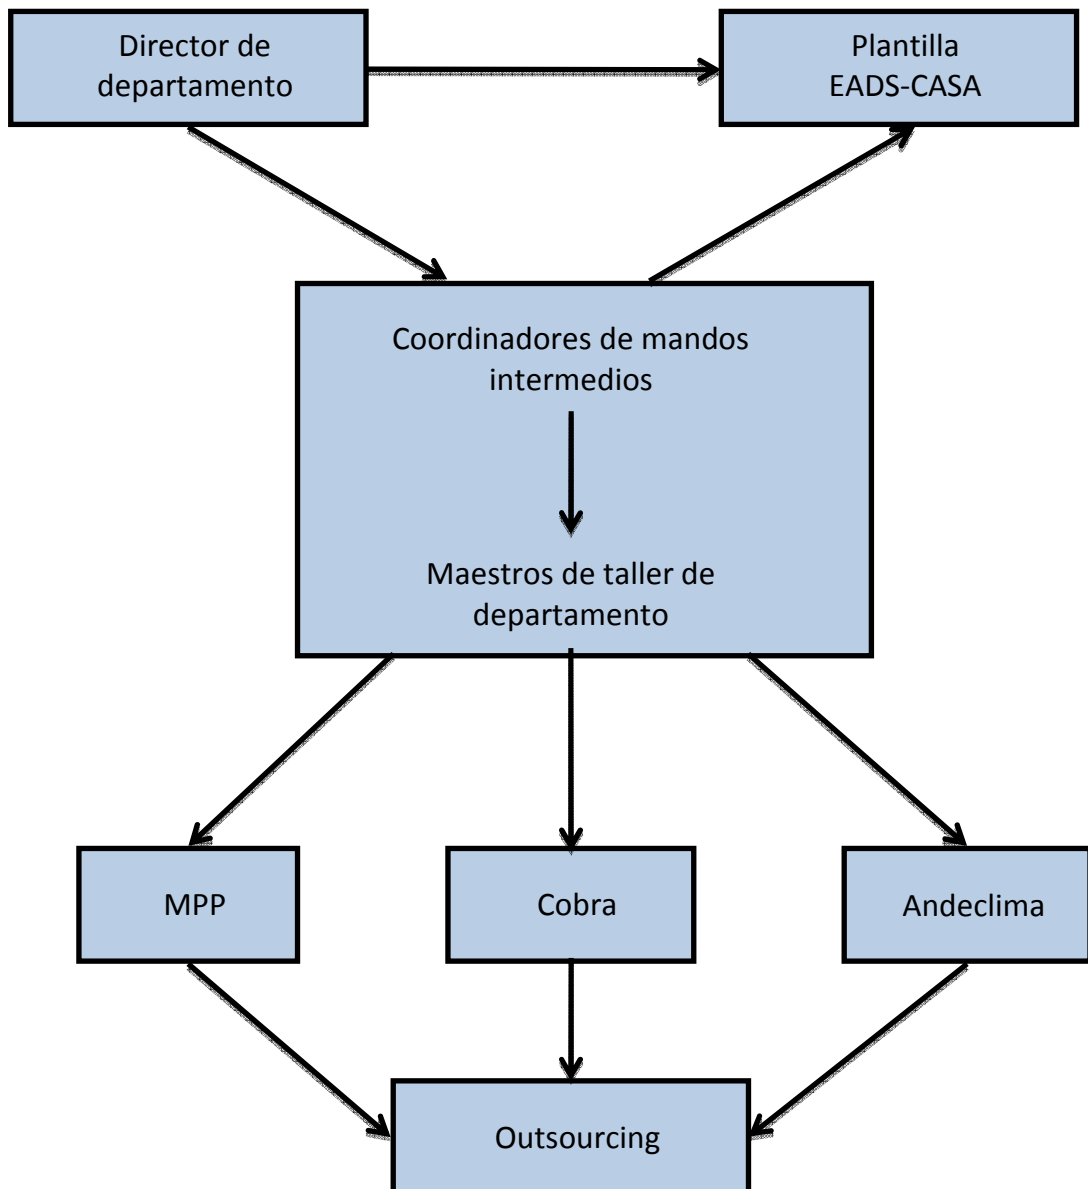 Director de
departamento
Plantilla
EADS-CASA
Coordinadores de mandos
intermedios
Maestros de taller de
departamento
MPP
Cobra
Andeclima
Outsourcing